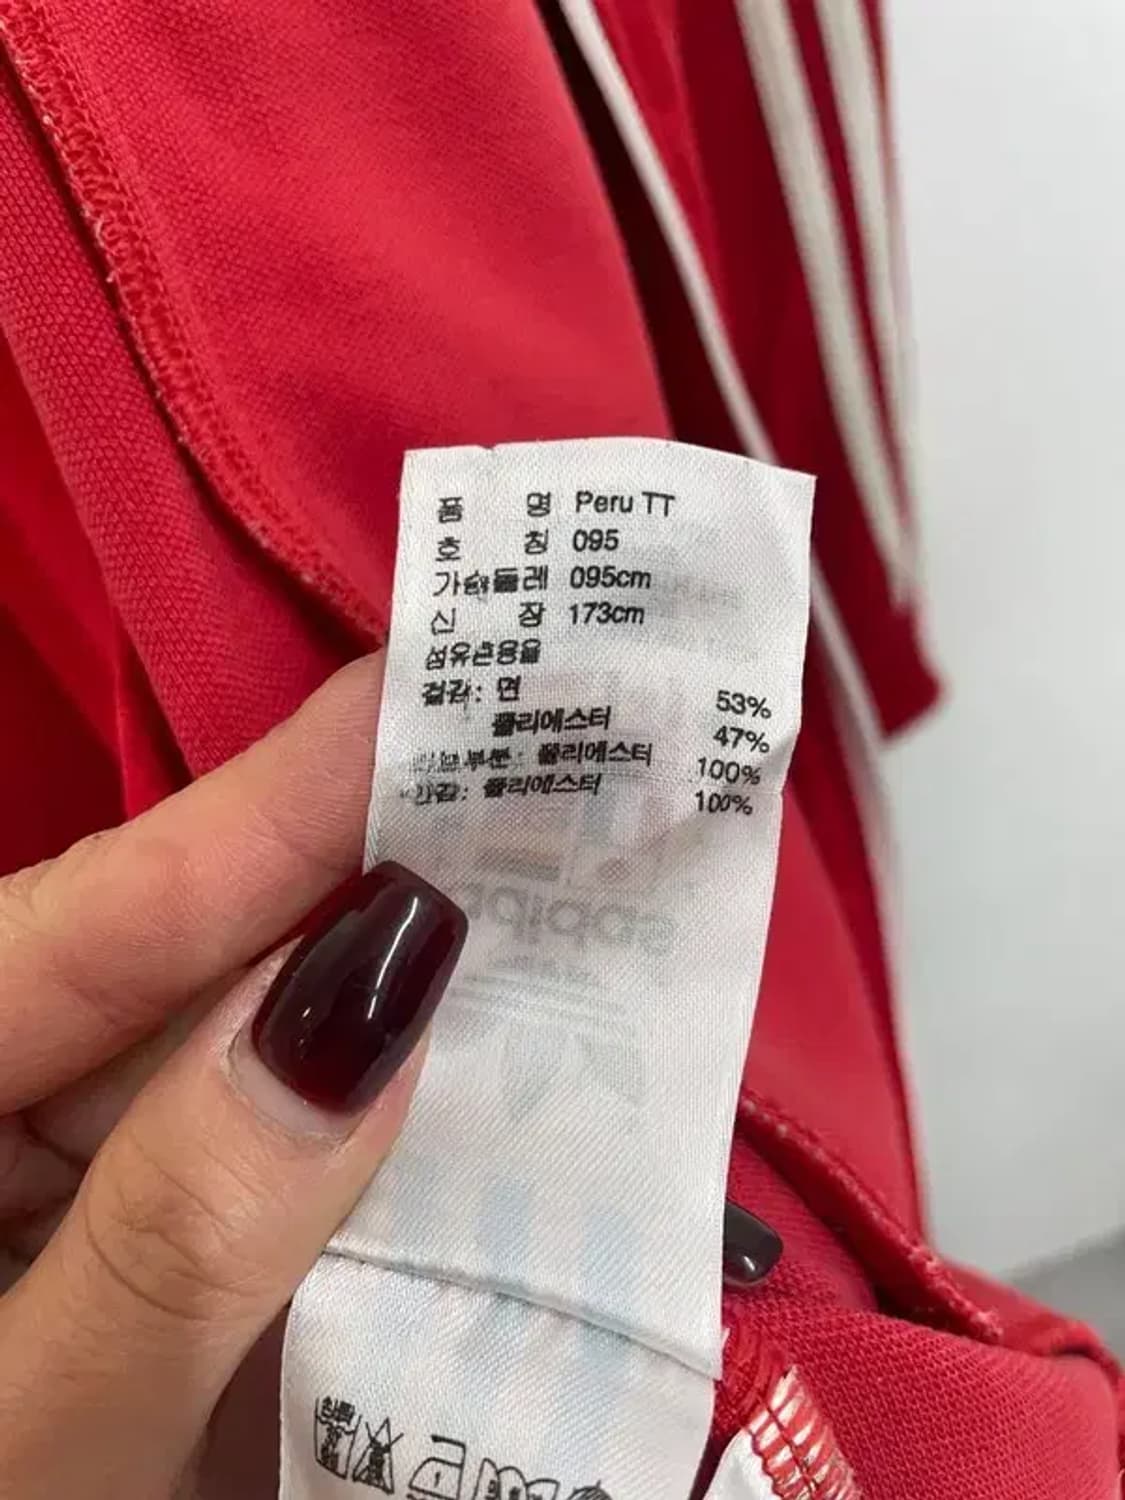 품 명 Peru TT
호 칭 095
가슴둘레 095cm
신 장 173cm
섬유혼용율
겉감: 면 53%
폴리에스터 47%
폴리에스터 100%
안감: 폴리에스터 100%
adidas